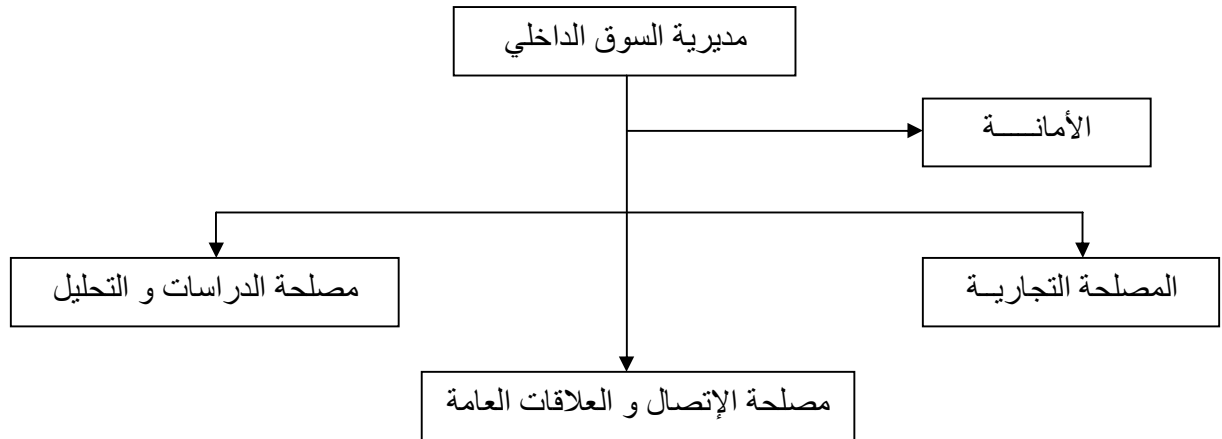 مديرية السوق الداخلي
الأمانـــــة
المصلحة التجاريــة
مصلحة الدراسات و التحليل
مصلحة الإتصال و العلاقات العامة